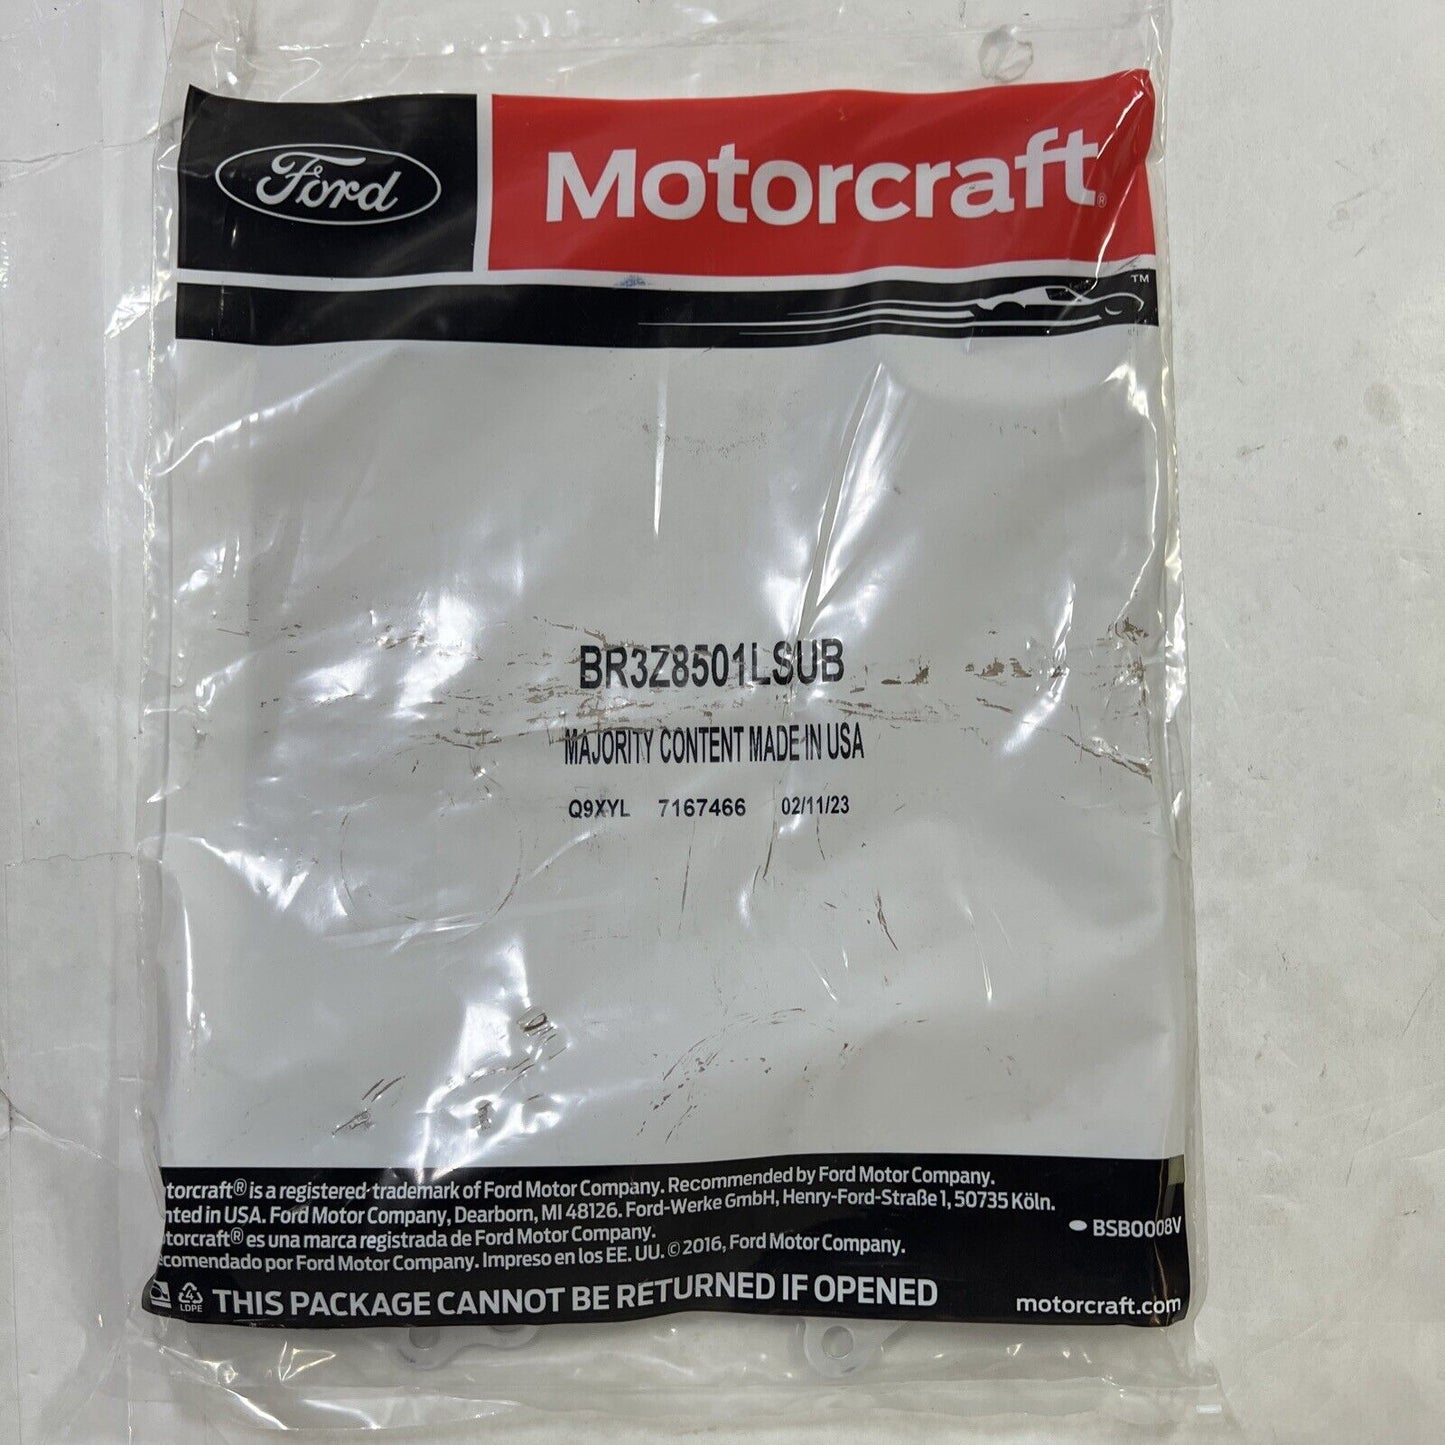 Ford
Motorcraft®
™
BR3Z8501LSUB
MAJORITY CONTENT MADE IN USA
Q9XYL 7167466 02/11/23
torcraft® is a registered trademark of Ford Motor Company. Recommended by Ford Motor Company.
nted in USA. Ford Motor Company, Dearborn, MI 48126. Ford-Werke GmbH, Henry-Ford-Straße 1, 50735 Köln.
torcraft® es una marca registrada de Ford Motor Company.
ecomendado por Ford Motor Company. Impreso en los EE. UU. © 2016, Ford Motor Company.
BSB0008V
4
LDPE
THIS PACKAGE CANNOT BE RETURNED IF OPENED
motorcraft.com